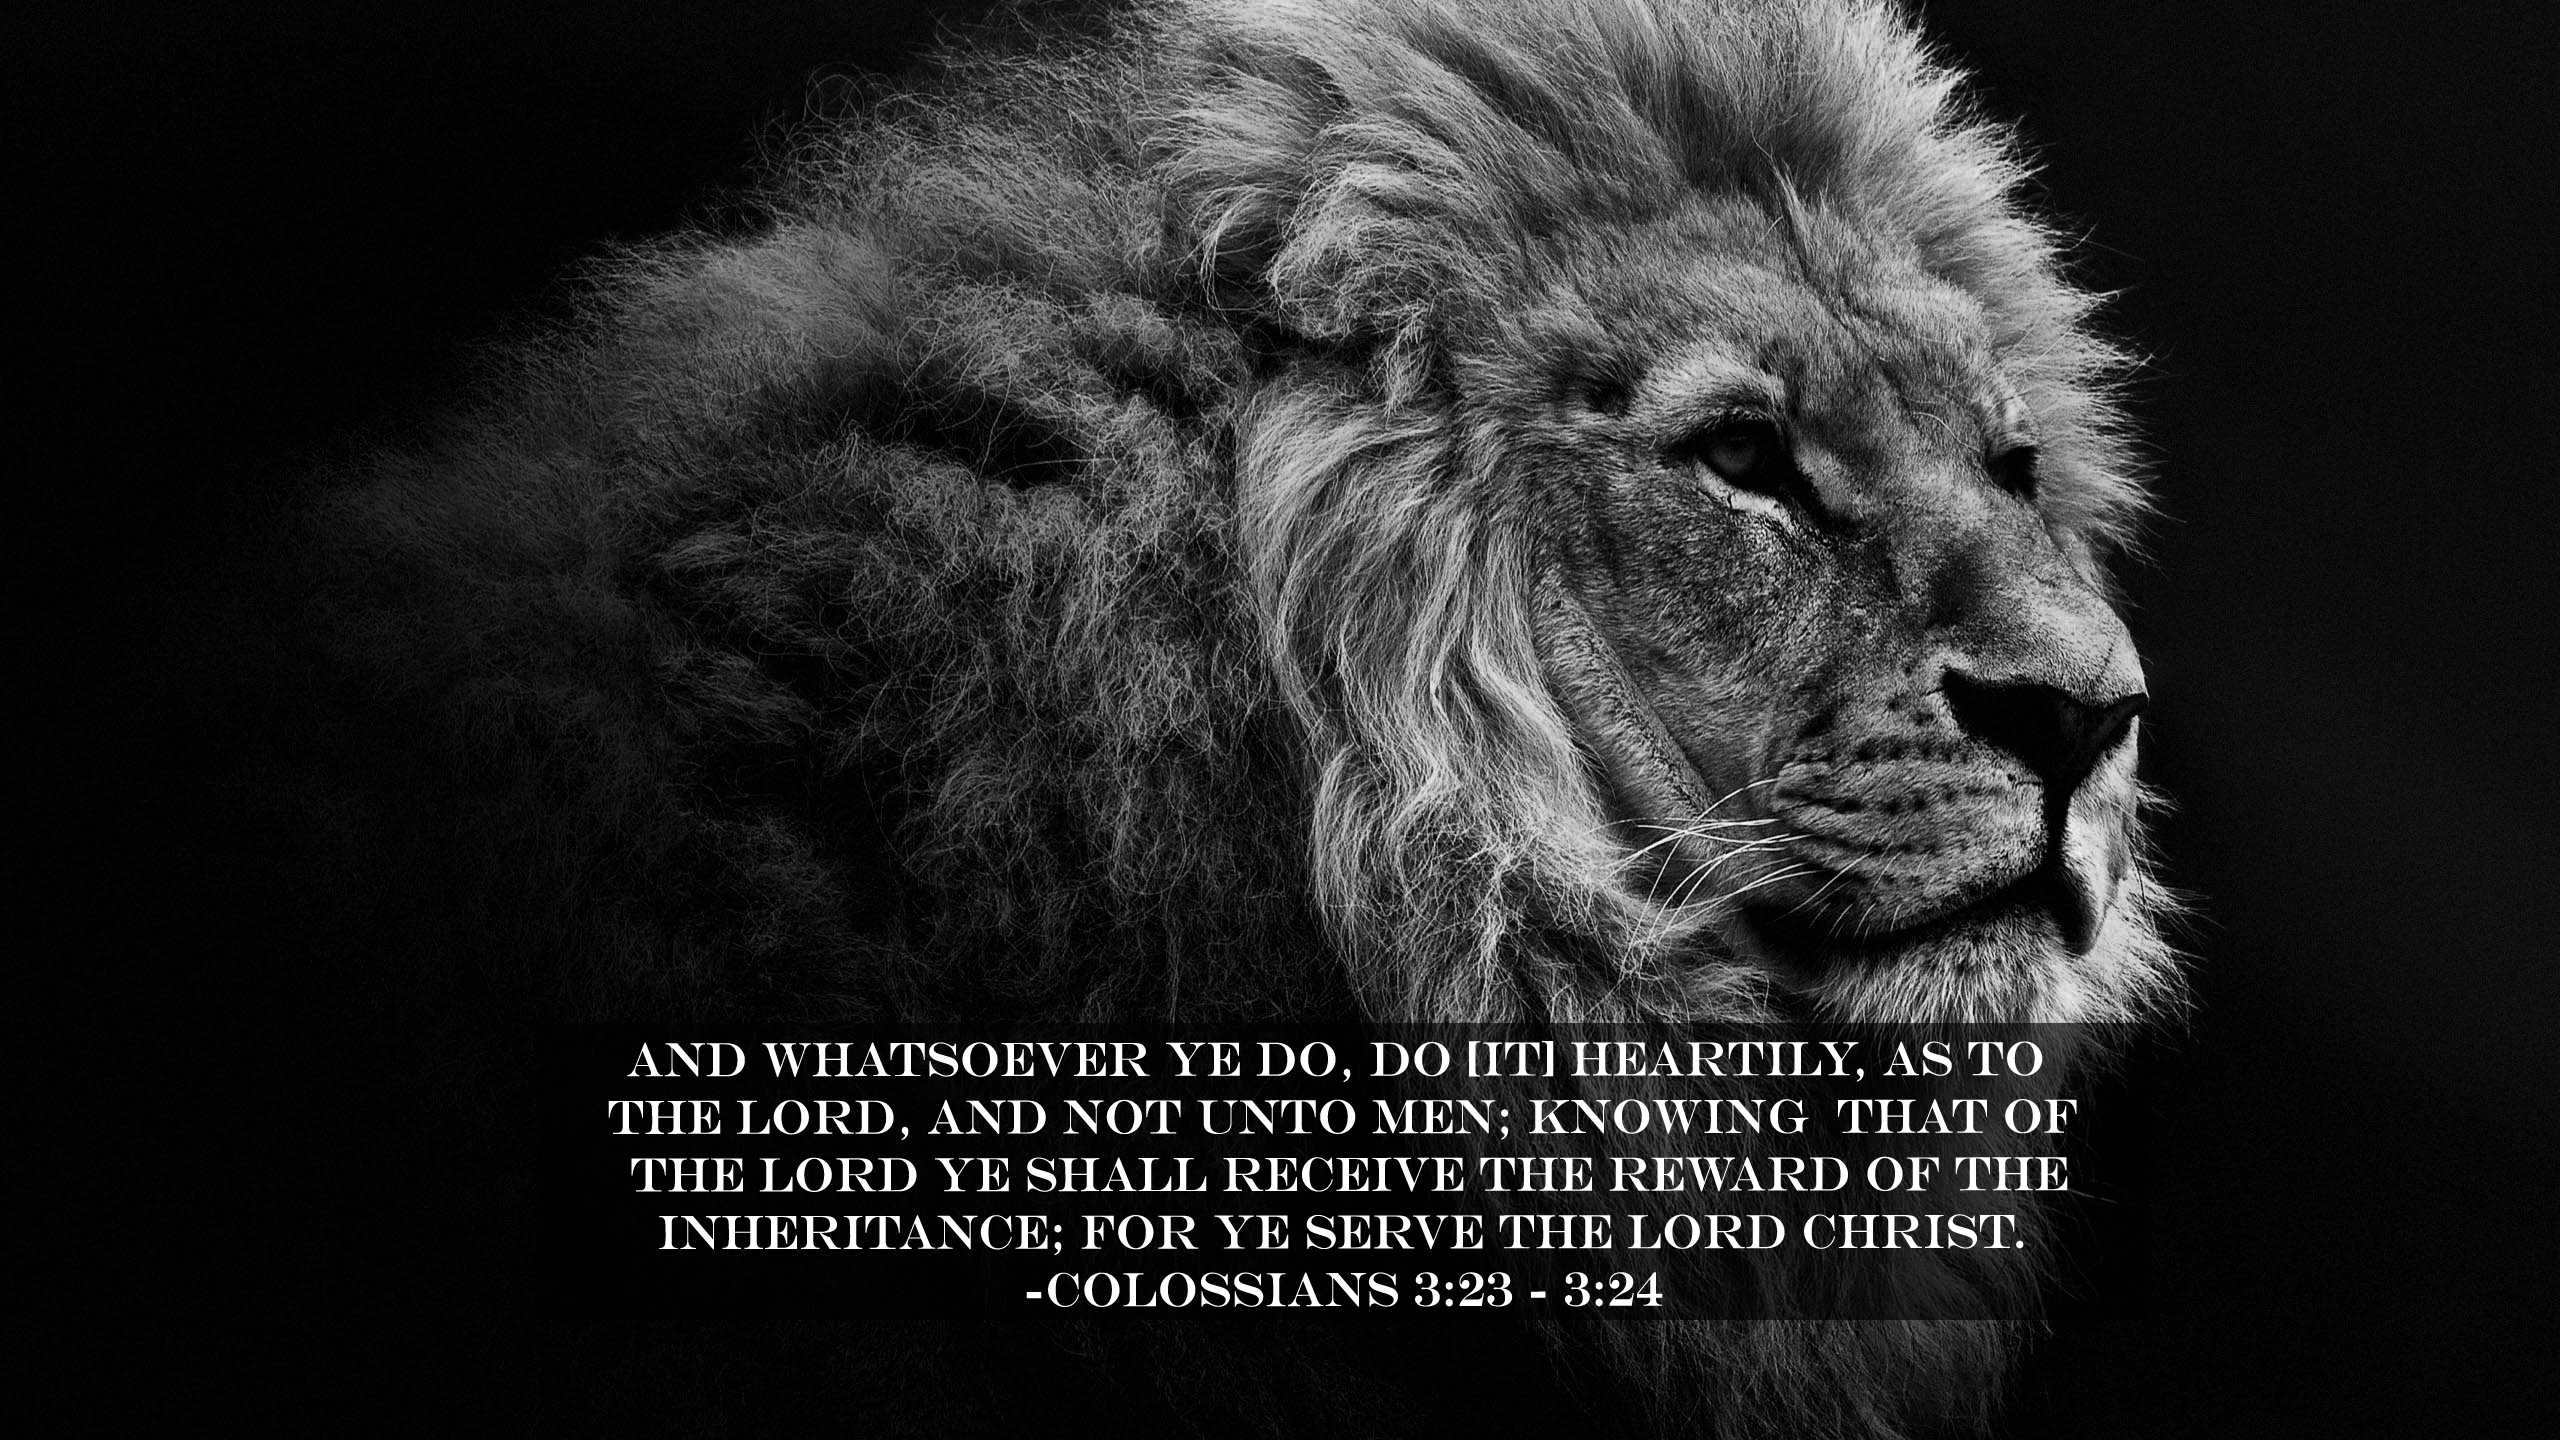 AND WHATSOEVER YE DO, DO [IT] HEARTILY, AS TO
THE LORD, AND NOT UNTO MEN; KNOWING THAT OF
THE LORD YE SHALL RECEIVE THE REWARD OF THE
INHERITANCE; FOR YE SERVE THE LORD CHRIST.
-COLOSSIANS 3:23 - 3:24